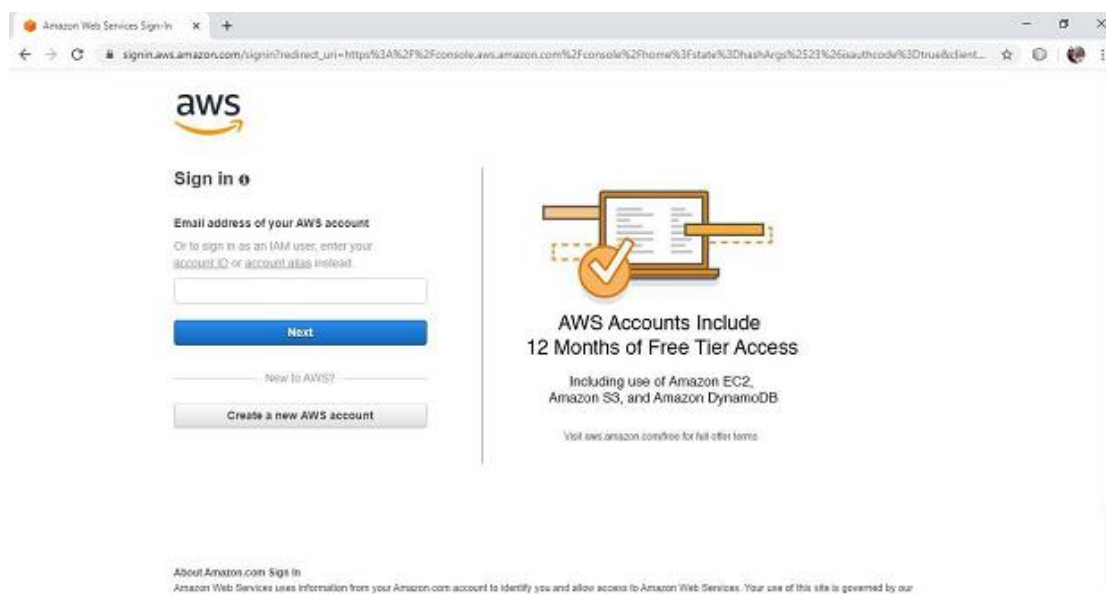 Amazon Web Services Sign-In
signin.aws.amazon.com/signin?redirect_uri=https%3A%2F%2Fconsole.aws.amazon.com%2Fconsole%2Fhome%3Fstate%3DhashArgs%2523%26isauthcode%3Dtrue&client...
aws
Sign in
Email address of your AWS account
Or to sign in as an IAM user, enter your
account ID or account alias instead.
Next
New to AWS?
Create a new AWS account
AWS Accounts Include
12 Months of Free Tier Access
Including use of Amazon EC2,
Amazon S3, and Amazon DynamoDB
Visit aws.amazon.com/free for full offer terms
About Amazon.com Sign In
Amazon Web Services uses information from your Amazon.com account to identify you and allow access to Amazon Web Services. Your use of this site is governed by our